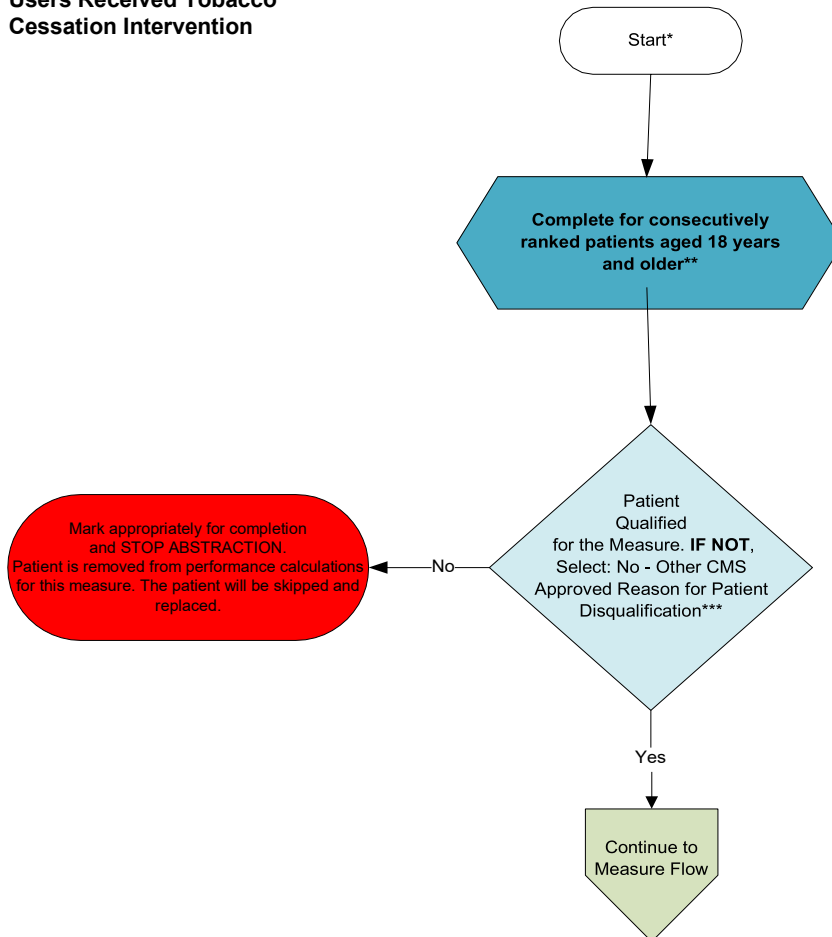 Users Received Tobacco
Cessation Intervention
Start*
Complete for consecutively
ranked patients aged 18 years
and older**
Patient
Qualified
for the Measure. IF NOT,
Select: No - Other CMS
Approved Reason for Patient
Disqualification***
No
Mark appropriately for completion
and STOP ABSTRACTION.
Patient is removed from performance calculations
for this measure. The patient will be skipped and
replaced.
Yes
Continue to
Measure Flow